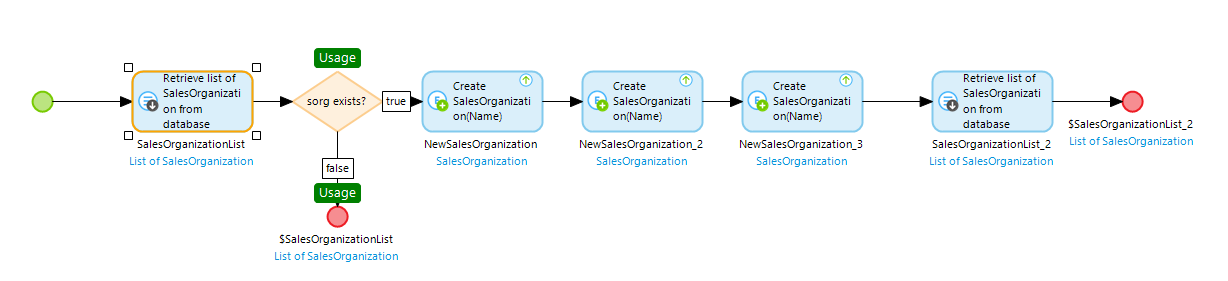 Usage
Retrieve list of
SalesOrganizati
on from
database
SalesOrganizationList
List of SalesOrganization
sorg exists?
true
false
Usage
$SalesOrganizationList
List of SalesOrganization
Create
SalesOrganizati
on(Name)
NewSalesOrganization
SalesOrganization
Create
SalesOrganizati
on(Name)
NewSalesOrganization_2
SalesOrganization
Create
SalesOrganizati
on(Name)
NewSalesOrganization_3
SalesOrganization
Retrieve list of
SalesOrganizati
on from
database
SalesOrganizationList_2
List of SalesOrganization
$SalesOrganizationList_2
List of SalesOrganization